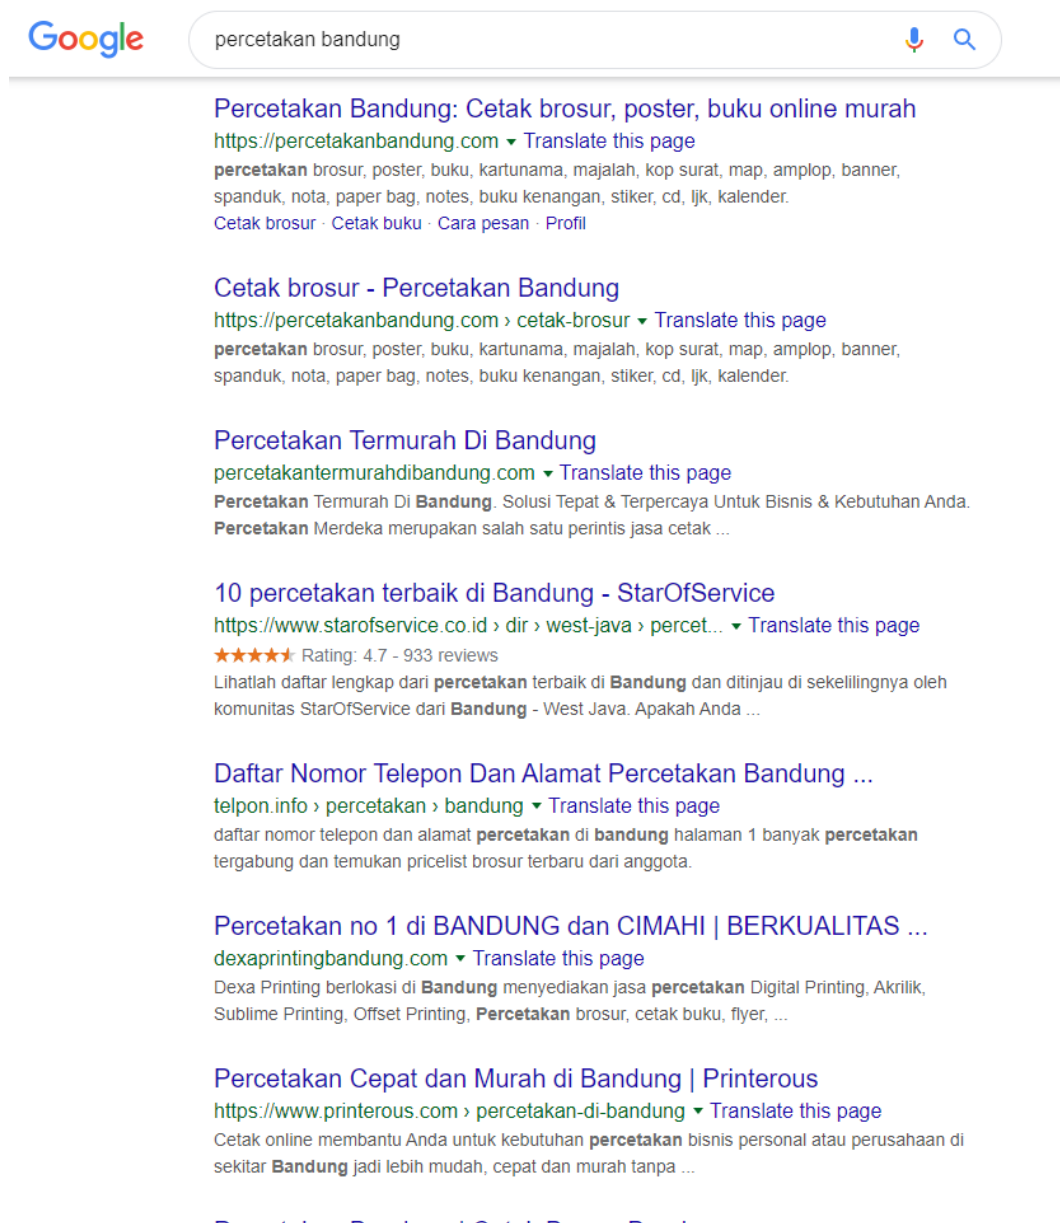 Google
percetakan bandung
Percetakan Bandung: Cetak brosur, poster, buku online murah
https://percetakanbandung.com ▾ Translate this page
percetakan brosur, poster, buku, kartunama, majalah, kop surat, map, amplop, banner,
spanduk, nota, paper bag, notes, buku kenangan, stiker, cd, ljk, kalender.
Cetak brosur · Cetak buku · Cara pesan · Profil
Cetak brosur - Percetakan Bandung
https://percetakanbandung.com › cetak-brosur ▾ Translate this page
percetakan brosur, poster, buku, kartunama, majalah, kop surat, map, amplop, banner,
spanduk, nota, paper bag, notes, buku kenangan, stiker, cd, ljk, kalender.
Percetakan Termurah Di Bandung
percetakantermurahdibandung.com ▾ Translate this page
Percetakan Termurah Di Bandung. Solusi Tepat & Terpercaya Untuk Bisnis & Kebutuhan Anda.
Percetakan Merdeka merupakan salah satu perintis jasa cetak ...
10 percetakan terbaik di Bandung - StarOfService
https://www.starofservice.co.id › dir › west-java › percet... ▾ Translate this page
Rating: 4.7 - 933 reviews
Lihatlah daftar lengkap dari percetakan terbaik di Bandung dan ditinjau di sekelilingnya oleh
komunitas StarOfService dari Bandung - West Java. Apakah Anda ...
Daftar Nomor Telepon Dan Alamat Percetakan Bandung ...
telpon.info › percetakan › bandung ▾ Translate this page
daftar nomor telepon dan alamat percetakan di bandung halaman 1 banyak percetakan
tergabung dan temukan pricelist brosur terbaru dari anggota.
Percetakan no 1 di BANDUNG dan CIMAHI | BERKUALITAS ...
dexaprintingbandung.com ▾ Translate this page
Dexa Printing berlokasi di Bandung menyediakan jasa percetakan Digital Printing, Akrilik,
Sublime Printing, Offset Printing, Percetakan brosur, cetak buku, flyer, ...
Percetakan Cepat dan Murah di Bandung | Printerous
https://www.printerous.com › percetakan-di-bandung ▾ Translate this page
Cetak online membantu Anda untuk kebutuhan percetakan bisnis personal atau perusahaan di
sekitar Bandung jadi lebih mudah, cepat dan murah tanpa ...